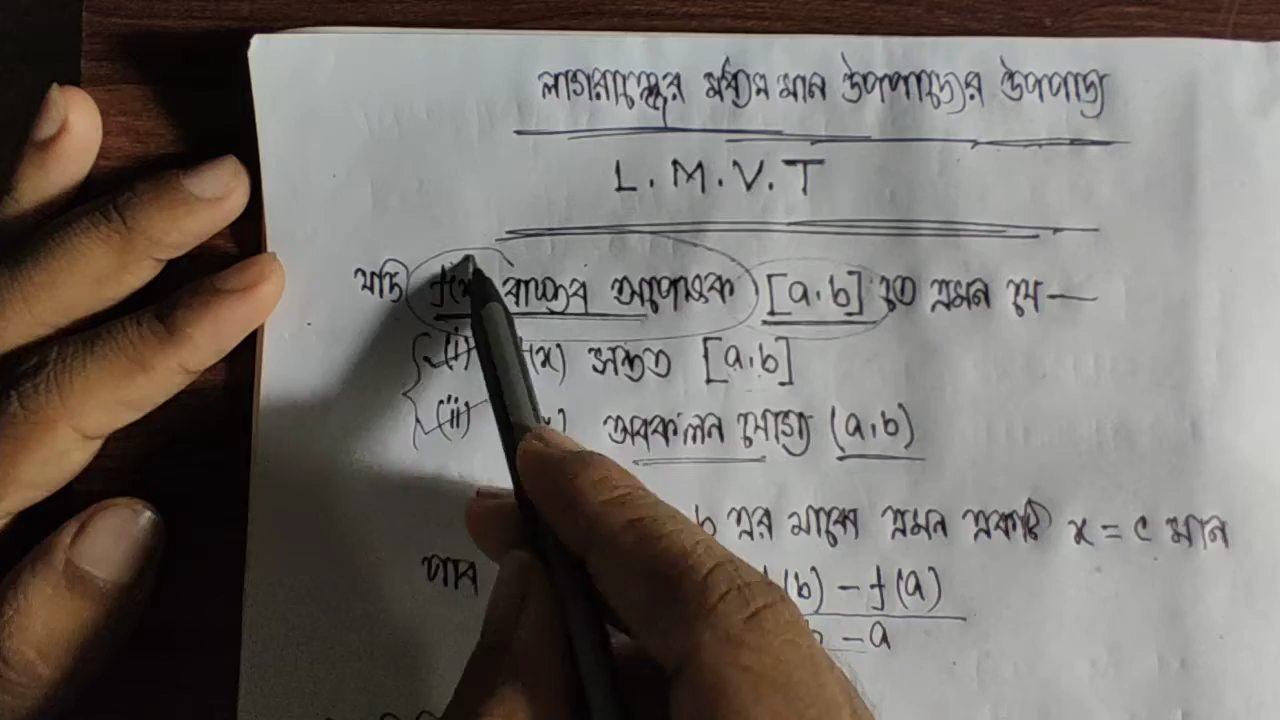 লাগরাঞ্জের মধ্যম মান উপপাদ্যের উপপাদ্য
L.M.V.T
যদি f(x) বাস্তব অপেক্ষক [a,b] তে এমন যে—
(i) f(x) সন্তত [a,b]
(ii) অবকলন যোগ্য (a,b)
b এর মাঝে এমন একটি x = c মান
পাব (b) - f(a)
- a